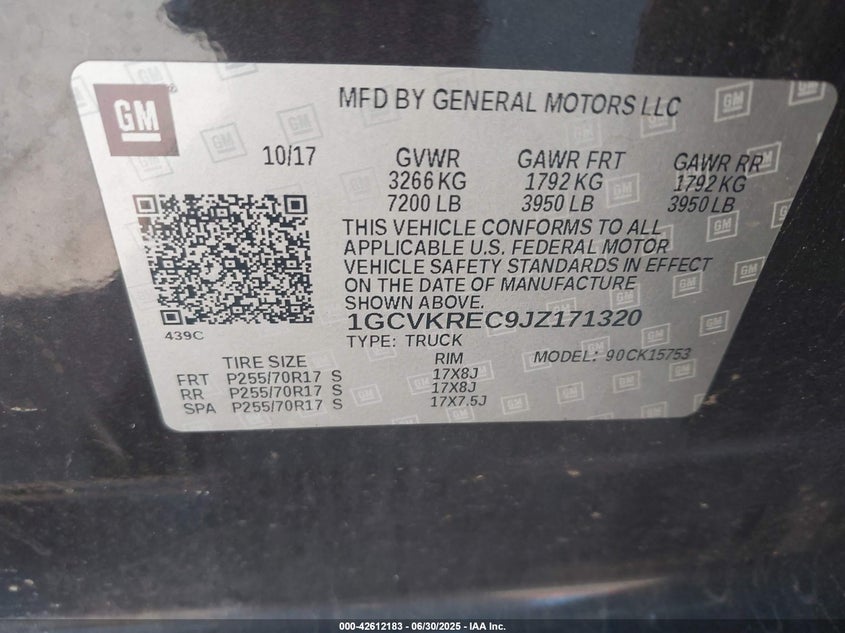 GM
MFD BY GENERAL MOTORS LLC
10/17 GVWR GAWR FRT GAWR RR
3266 KG 1792 KG 1792 KG
7200 LB 3950 LB 3950 LB
THIS VEHICLE CONFORMS TO ALL
APPLICABLE U.S. FEDERAL MOTOR
VEHICLE SAFETY STANDARDS IN EFFECT
ON THE DATE OF MANUFACTURE
SHOWN ABOVE.
439C
1GCVKREC9JZ171320
TYPE: TRUCK
TIRE SIZE RIM MODEL: 90CK15753
FRT P255/70R17 S 17X8J
RR P255/70R17 S 17X8J
SPA P255/70R17 S 17X7.5J
000-42612183 - 06/30/2025 - IAA Inc.